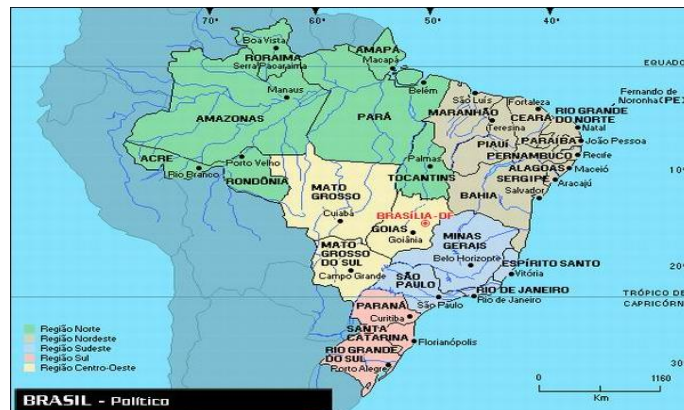 70°
60°
50°
40°
Boa Vista
RORAIMA
Serra Pacaraima
AMAPÁ
Macapá
EQUADO
Belém
Manaus
São Luís
Fortaleza
Fernando de
Noronha (PE)
AMAZONAS
PARÁ
MARANHÃO
Teresina
CEARÁ
RIO GRANDE
DO NORTE
Natal
PIAUÍ
PARAÍBA
João Pessoa
ACRE
Rio Branco
Porto Velho
RONDÔNIA
Palmas
TOCANTINS
PERNAMBUCO
Recife
ALAGOAS
Maceió
SERGIPE
Aracajú
10°
MATO
GROSSO
Cuiabá
BAHIA
Salvador
BRASÍLIA-DF
GOIÁS
Goiânia
MINAS
GERAIS
Belo Horizonte
MATO
GROSSO
DO SUL
Campo Grande
ESPÍRITO SANTO
Vitória
20°
SÃO
PAULO
São Paulo
RIO DE JANEIRO
Rio de Janeiro
TRÓPICO DE
CAPRICÓRN
PARANÁ
Curitiba
SANTA
CATARINA
Florianópolis
RIO GRANDE
DO SUL
Porto Alegre
30°
Região Norte
Região Nordeste
Região Sudeste
Região Sul
Região Centro-Oeste
0
1160
Km
BRASIL - Político